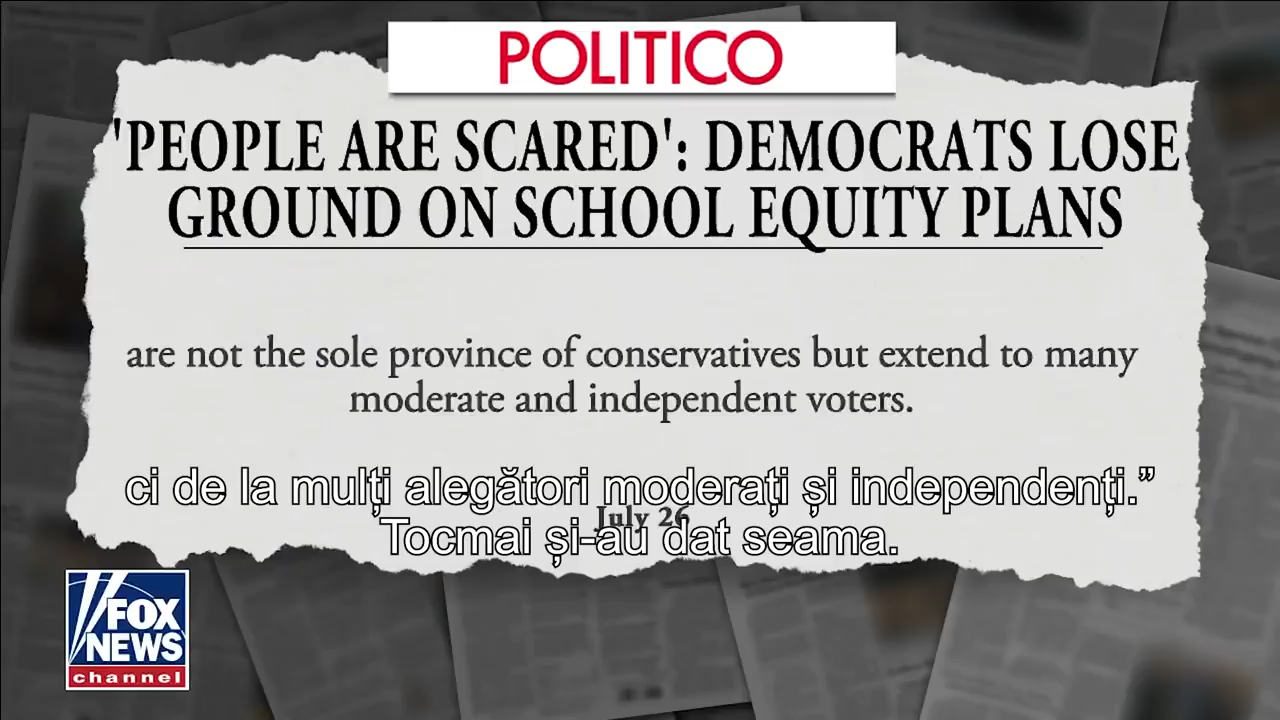 POLITICO
'PEOPLE ARE SCARED': DEMOCRATS LOSE
GROUND ON SCHOOL EQUITY PLANS
are not the sole province of conservatives but extend to many
moderate and independent voters.
ci de la mulți alegători moderați și independenți.”
July 26
Tocmai și-au dat seama.
FOX
NEWS
channel